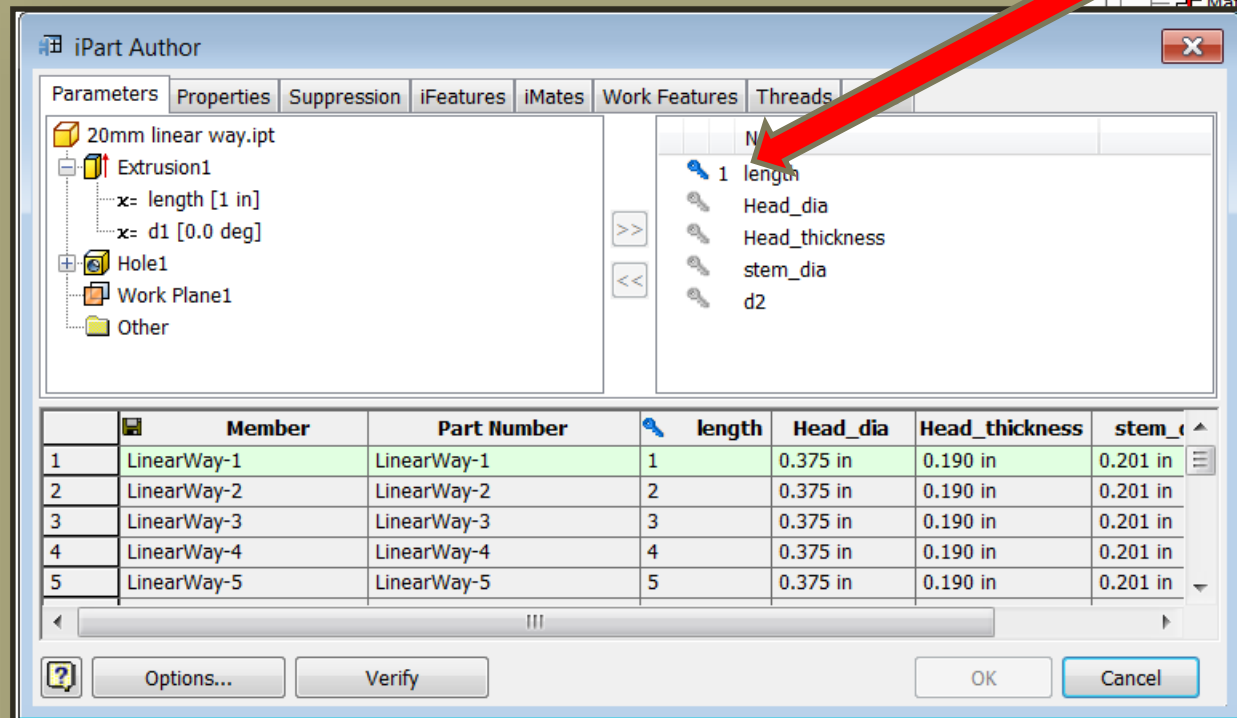 iPart Author
Parameters Properties Suppression iFeatures iMates Work Features Threads
20mm linear way.ipt
Extrusion1
x= length [1 in]
x= d1 [0.0 deg]
Hole1
Work Plane1
Other
>>
<<
1 length
Head_dia
Head_thickness
stem_dia
d2
Member Part Number length Head_dia Head_thickness
1 LinearWay-1 LinearWay-1 1 0.375 in 0.190 in 0.201 in
2 LinearWay-2 LinearWay-2 2 0.375 in 0.190 in 0.201 in
3 LinearWay-3 LinearWay-3 3 0.375 in 0.190 in 0.201 in
4 LinearWay-4 LinearWay-4 4 0.375 in 0.190 in 0.201 in
5 LinearWay-5 LinearWay-5 5 0.375 in 0.190 in 0.201 in
Options... Verify OK Cancel